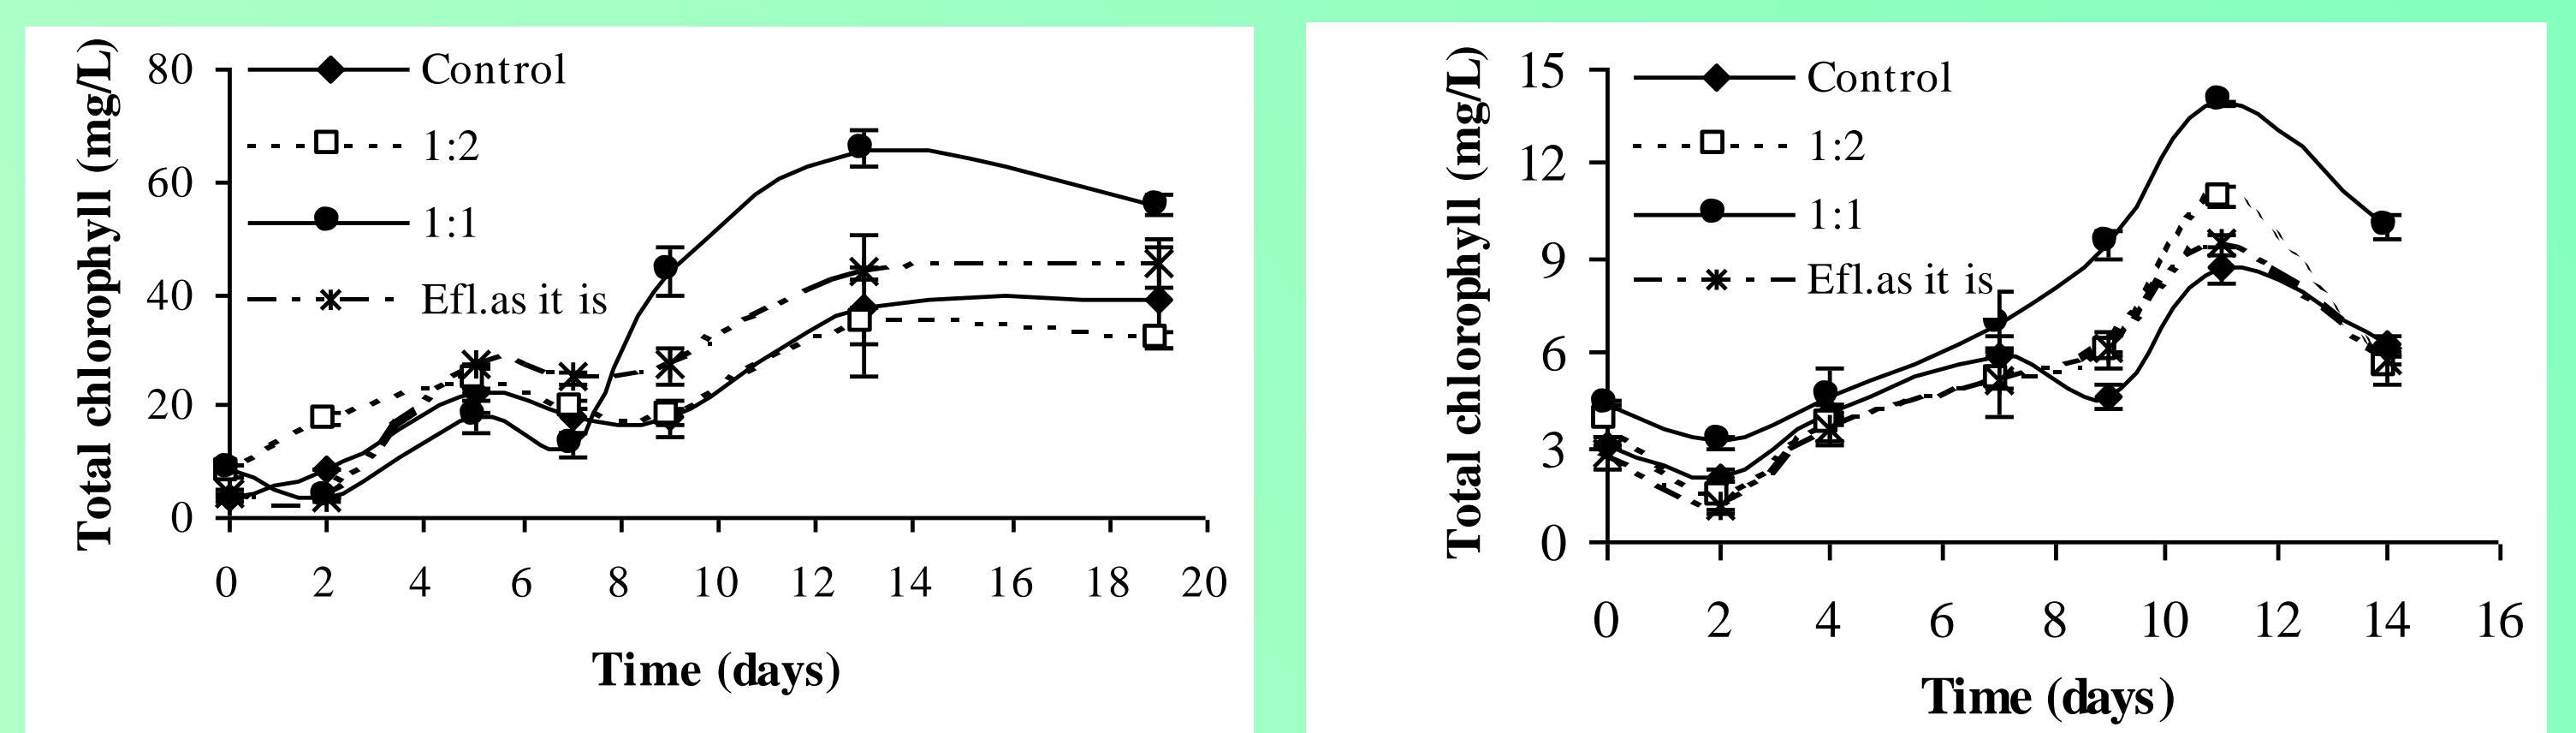 Total chlorophyll (mg/L)
80
60
40
20
0
Control
1:2
1:1
Efl.as it is
0 2 4 6 8 10 12 14 16 18 20
Time (days)
Total chlorophyll (mg/L)
15
12
9
6
3
0
Control
1:2
1:1
Efl.as it is
0 2 4 6 8 10 12 14 16
Time (days)